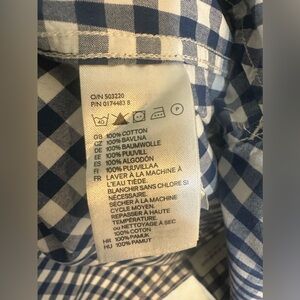 O/N 503220
P/N 0174483 8
40 P
GB 100% COTTON
CZ 100% BAVLNA
DE 100% BAUMWOLLE
EE 100% PUUVILL
ES 100% ALGODÓN
FI 100% PUUVILLAA
FR LAVER À LA MACHINE À
L'EAU TIÈDE.
BLANCHIR SANS CHLORE SI
NÉCESSAIRE.
SÉCHER À LA MACHINE
CYCLE MOYEN.
REPASSER À
TEMPÉRATURE
OU NETTOYAGE À SEC.
100% COTON
HR 100% PAMUK
HU 100% PAMUT